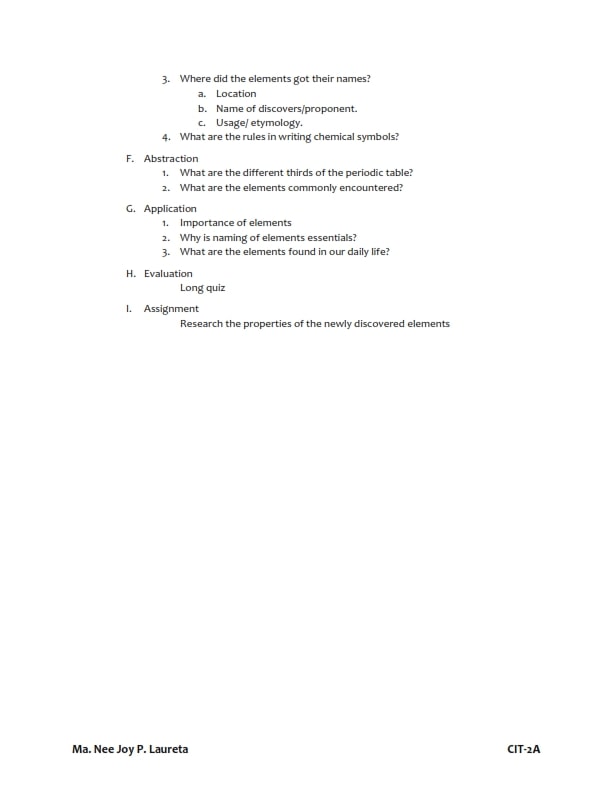 3. Where did the elements got their names?
a. Location
b. Name of discovers/proponent.
c. Usage/ etymology.
4. What are the rules in writing chemical symbols?
F. Abstraction
1. What are the different thirds of the periodic table?
2. What are the elements commonly encountered?
G. Application
1. Importance of elements
2. Why is naming of elements essentials?
3. What are the elements found in our daily life?
H. Evaluation
Long quiz
I. Assignment
Research the properties of the newly discovered elements
Ma. Nee Joy P. Laureta CIT-2A